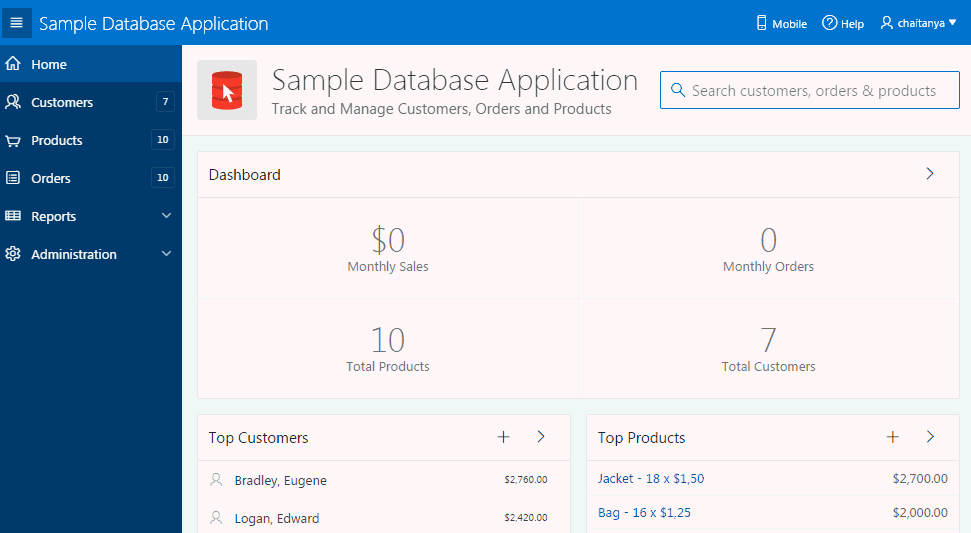 Sample Database Application
Mobile
Help
chaitanya
Home
Customers 7
Products 10
Orders 10
Reports
Administration
Sample Database Application
Track and Manage Customers, Orders and Products
Search customers, orders & products
Dashboard
$0
Monthly Sales
0
Monthly Orders
10
Total Products
7
Total Customers
Top Customers
Bradley, Eugene $2,760.00
Logan, Edward $2,420.00
Top Products
Jacket - 18 x $1,50 $2,700.00
Bag - 16 x $1,25 $2,000.00